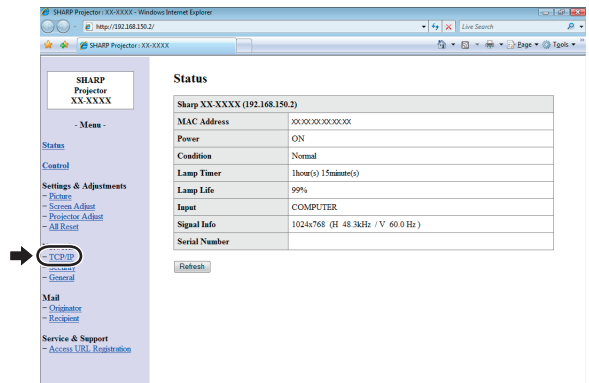 SHARP Projector : XX-XXXX - Windows Internet Explorer
http://192.168.150.2/
Live Search
SHARP Projector : XX-XXXX
Page
Tools
SHARP
Projector
XX-XXXX
- Menu -
Status
Control
Settings & Adjustments
- Picture
- Screen Adjust
- Projector Adjust
- All Reset
- TCP/IP
- Security
- General
Mail
- Originator
- Recipient
Service & Support
- Access URL Registration
Status
Sharp XX-XXXX (192.168.150.2)
MAC Address XX:XX:XX:XX:XX:XX
Power ON
Condition Normal
Lamp Timer 1hour(s) 15minute(s)
Lamp Life 99%
Input COMPUTER
Signal Info 1024x768 (H 48.3kHz / V 60.0 Hz )
Serial Number
Refresh